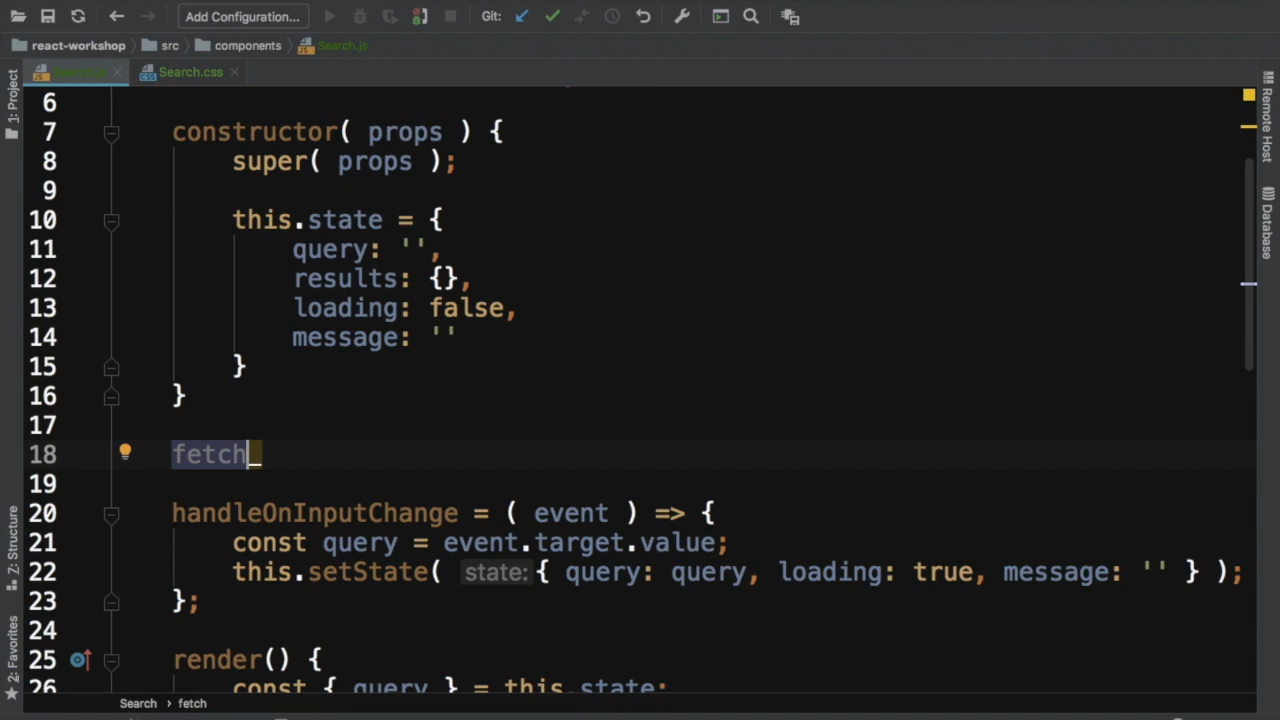 Add Configuration...
Git:
react-workshop
src
components
Search.js
Search.css
1: Project
Z: Structure
2: Favorites
Remote Host
Database
6
7 constructor( props ) {
8 super( props );
9
10 this.state = {
11 query: '',
12 results: {},
13 loading: false,
14 message: ''
15 }
16 }
17
18 fetch
19
20 handleOnInputChange = ( event ) => {
21 const query = event.target.value;
22 this.setState( state: { query: query, loading: true, message: '' } );
23 };
24
25 render() {
26 const { query } = this.state;
Search › fetch